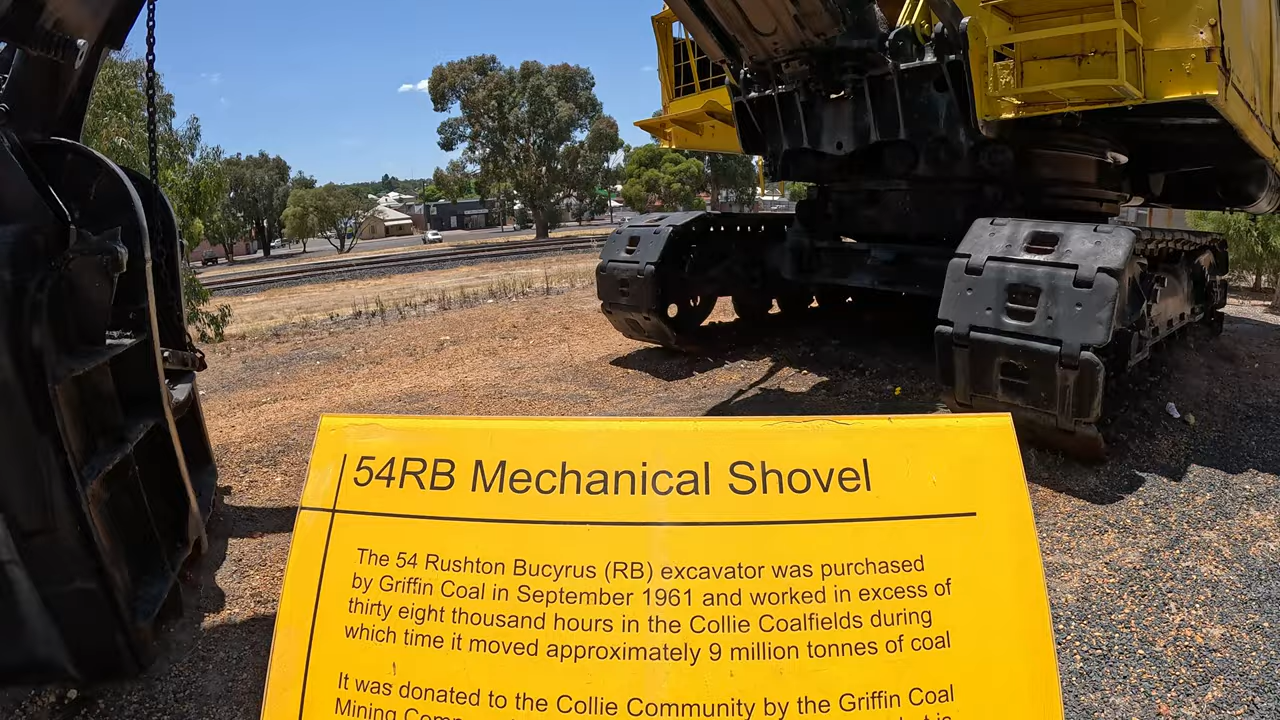 54RB Mechanical Shovel
The 54 Rushton Bucyrus (RB) excavator was purchased
by Griffin Coal in September 1961 and worked in excess of
thirty eight thousand hours in the Collie Coalfields during
which time it moved approximately 9 million tonnes of coal
It was donated to the Collie Community by the Griffin Coal
Mining